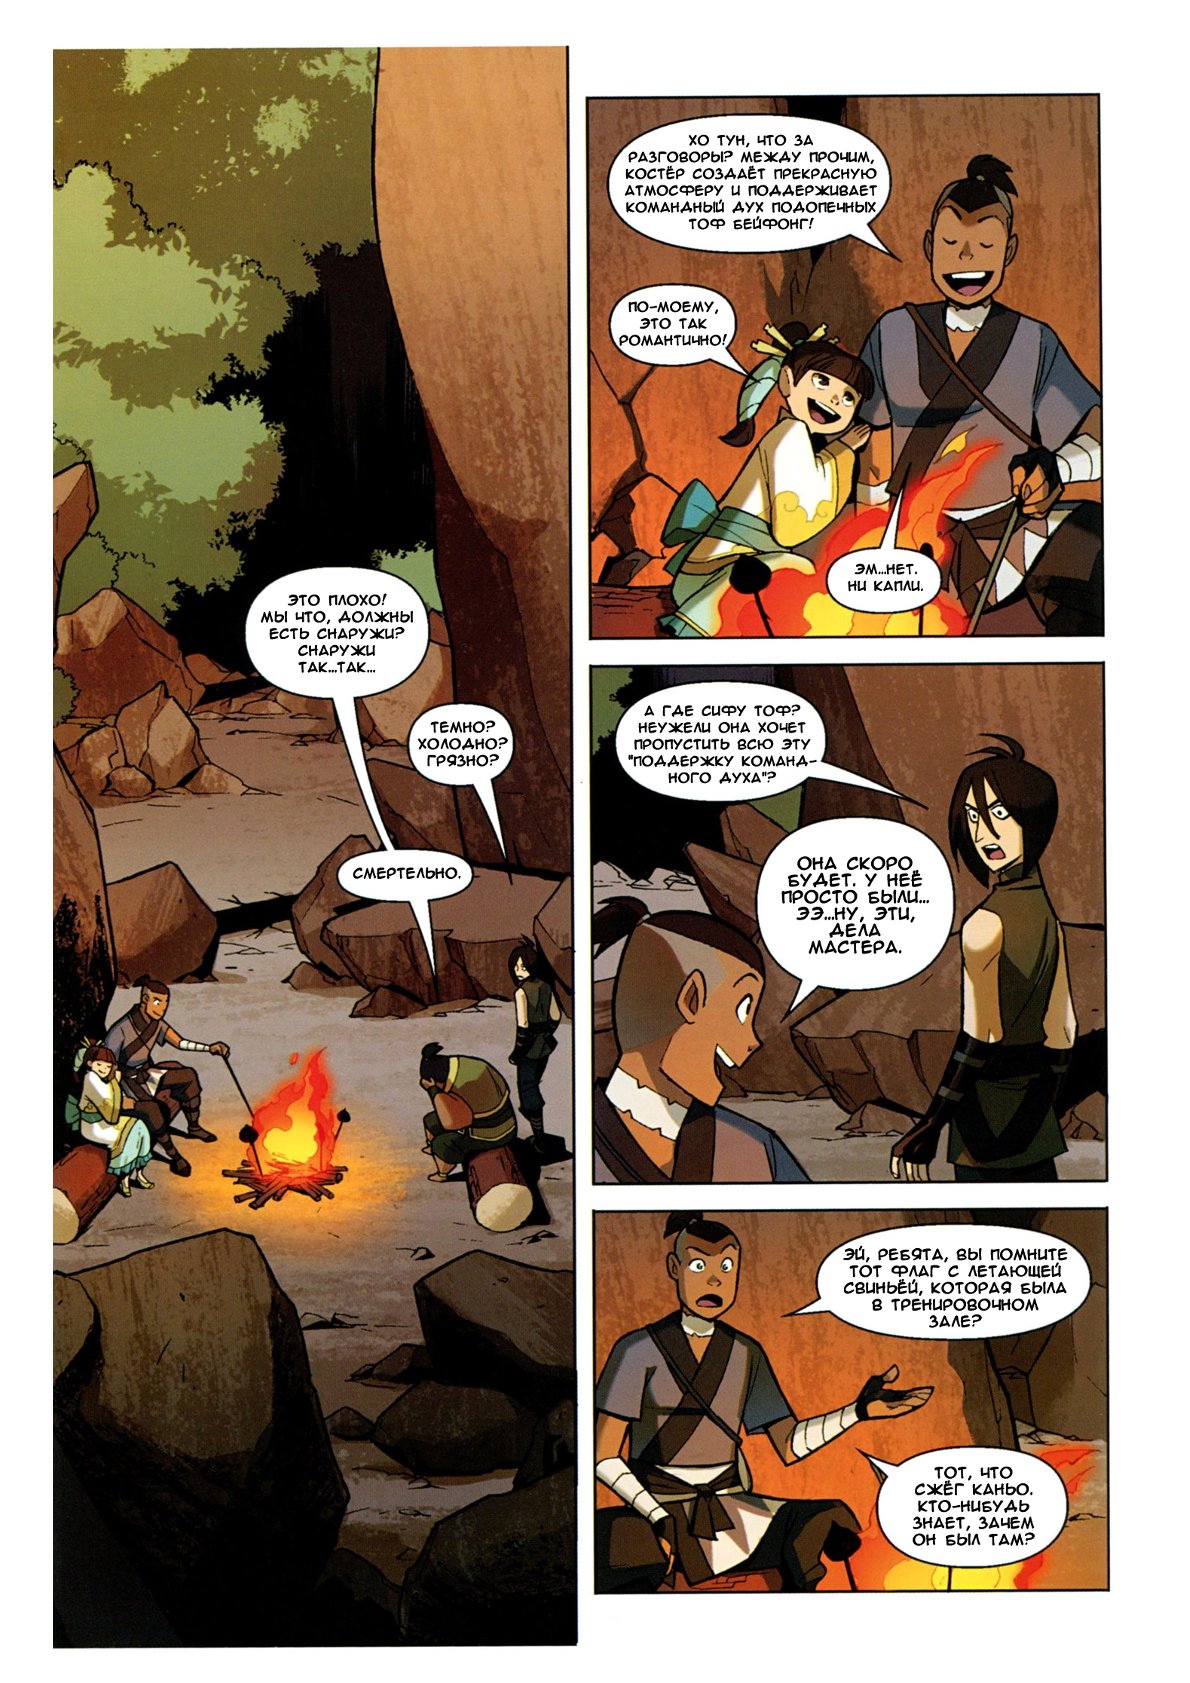 ЭТО ПЛОХО!
МЫ ЧТО, ДОЛЖНЫ
ЕСТЬ СНАРУЖИ?
СНАРУЖИ
ТАК...ТАК...
ТЕМНО?
ХОЛОДНО?
ГРЯЗНО?
СМЕРТЕЛЬНО.
ХО ТУН, ЧТО ЗА
РАЗГОВОРЫ? МЕЖДУ ПРОЧИМ,
КОСТЁР СОЗДАЁТ ПРЕКРАСНУЮ
АТМОСФЕРУ И ПОДДЕРЖИВАЕТ
КОМАНДНЫЙ ДУХ ПОДОПЕЧНЫХ
ТОФ БЕЙФОНГ!
ПО-МОЕМУ,
ЭТО ТАК
РОМАНТИЧНО!
ЭМ...НЕТ.
НИ КАПЛИ.
А ГДЕ СИФУ ТОФ?
НЕУЖЕЛИ ОНА ХОЧЕТ
ПРОПУСТИТЬ ВСЮ ЭТУ
"ПОДДЕРЖКУ КОМАНД-
НОГО ДУХА"?
ОНА СКОРО
БУДЕТ. У НЕЁ
ПРОСТО БЫЛИ...
ЭЭ...НУ, ЭТИ,
ДЕЛА
МАСТЕРА.
ЭЙ, РЕБЯТА, ВЫ ПОМНИТЕ
ТОТ ФЛАГ С ЛЕТАЮЩЕЙ
СВИНЬЁЙ, КОТОРАЯ БЫЛА
В ТРЕНИРОВОЧНОМ
ЗАЛЕ?
ТОТ, ЧТО
СЖЁГ КАНЬО.
КТО-НИБУДЬ
ЗНАЕТ, ЗАЧЕМ
ОН БЫЛ ТАМ?